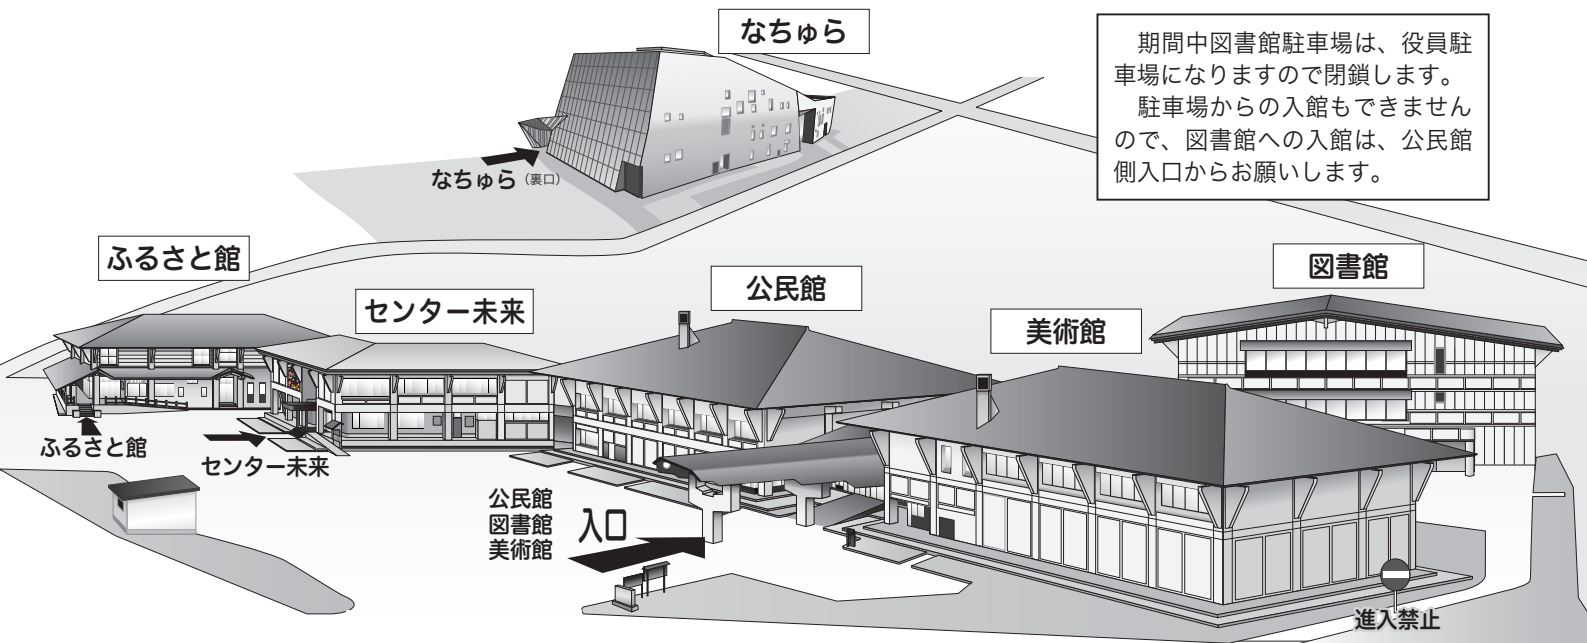 なちゅら
期間中図書館駐車場は、役員駐
車場になりますので閉鎖します。
駐車場からの入館もできません
ので、図書館への入館は、公民館
側入口からお願いします。
なちゅら（裏口）
ふるさと館
センター未来
公民館
美術館
図書館
ふるさと館
センター未来
公民館
図書館
美術館
入口
進入禁止